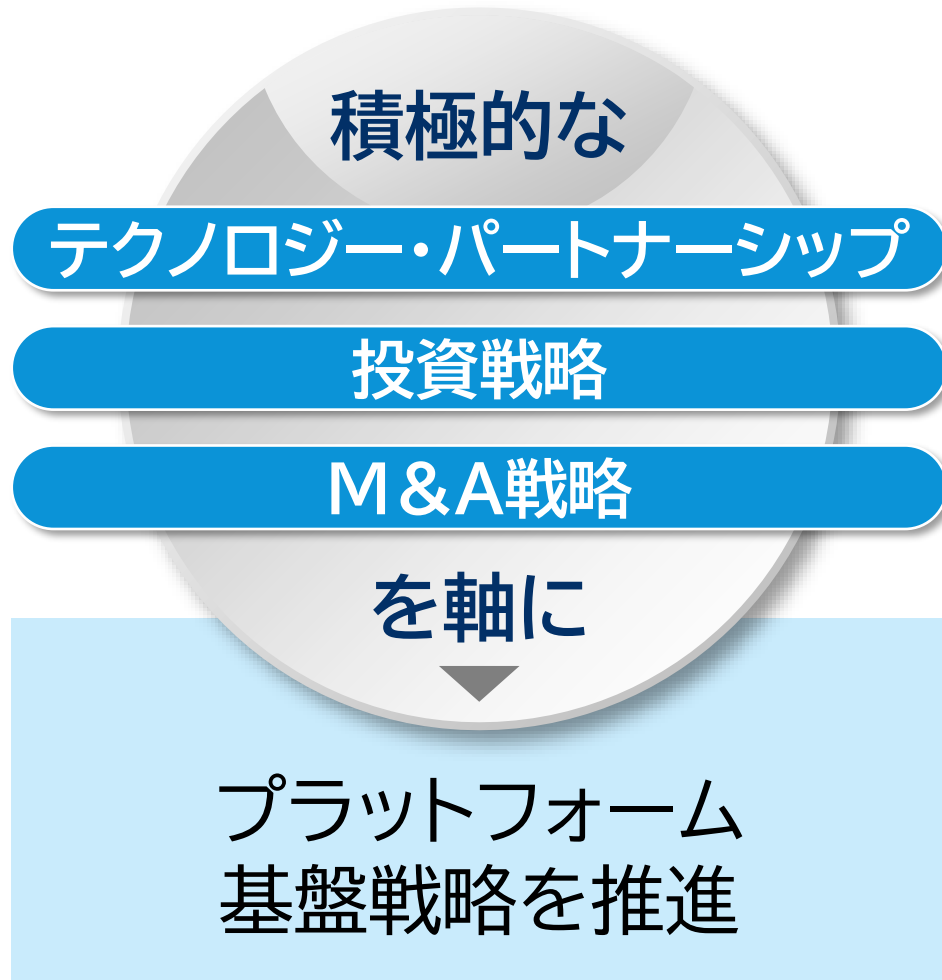 積極的な
テクノロジー・パートナーシップ
投資戦略
M&A戦略
を軸に
プラットフォーム
基盤戦略を推進